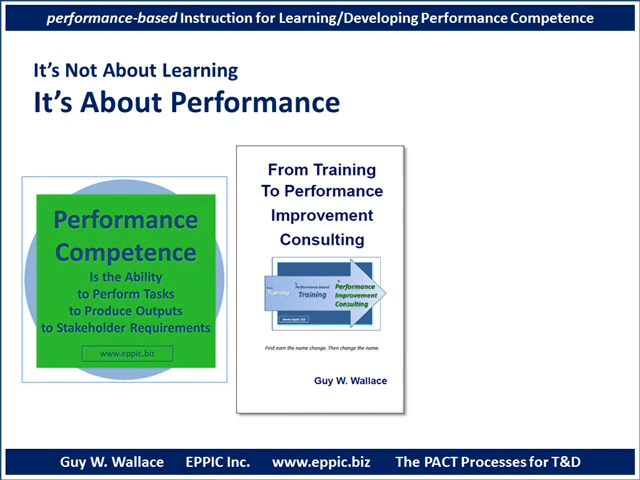 performance-based Instruction for Learning/Developing Performance Competence
It's Not About Learning
It's About Performance
Performance
Competence
Is the Ability
to Perform Tasks
to Produce Outputs
to Stakeholder Requirements
www.eppic.biz
From Training
To Performance
Improvement
Consulting
Training
Performance-based
Training
Performance
Improvement
Consulting
www.eppic.biz
First earn the name change. Then change the name.
Guy W. Wallace
Guy W. Wallace EPPIC Inc. www.eppic.biz The PACT Processes for T&D